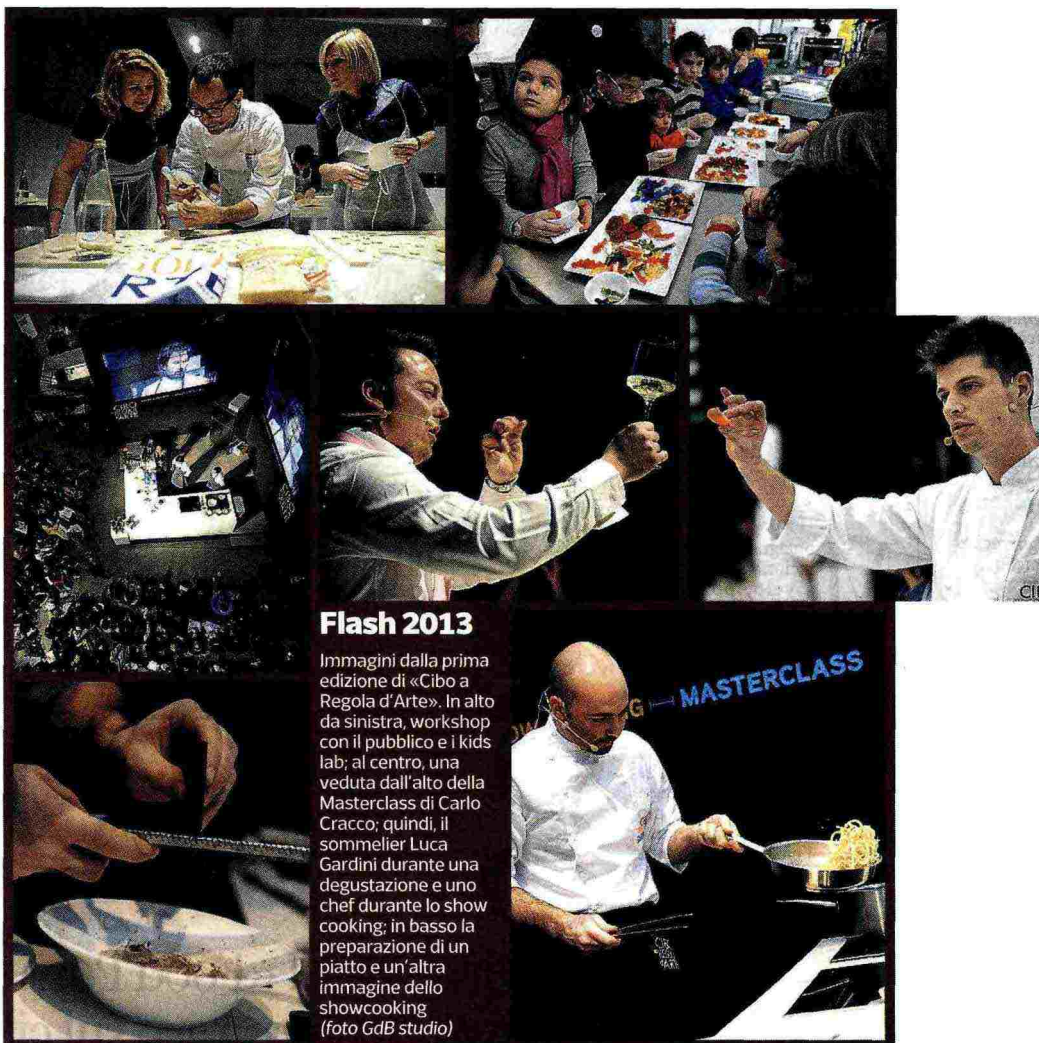 Flash 2013
Immagini dalla prima
edizione di «Cibo a
Regola d'Arte». In alto
da sinistra, workshop
con il pubblico e i kids
lab; al centro, una
veduta dall'alto della
Masterclass di Carlo
Cracco; quindi, il
sommelier Luca
Gardini durante una
degustazione e uno
chef durante lo show
cooking; in basso la
preparazione di un
piatto e un'altra
immagine dello
showcooking
(foto GdB studio)
G MASTERCLASS